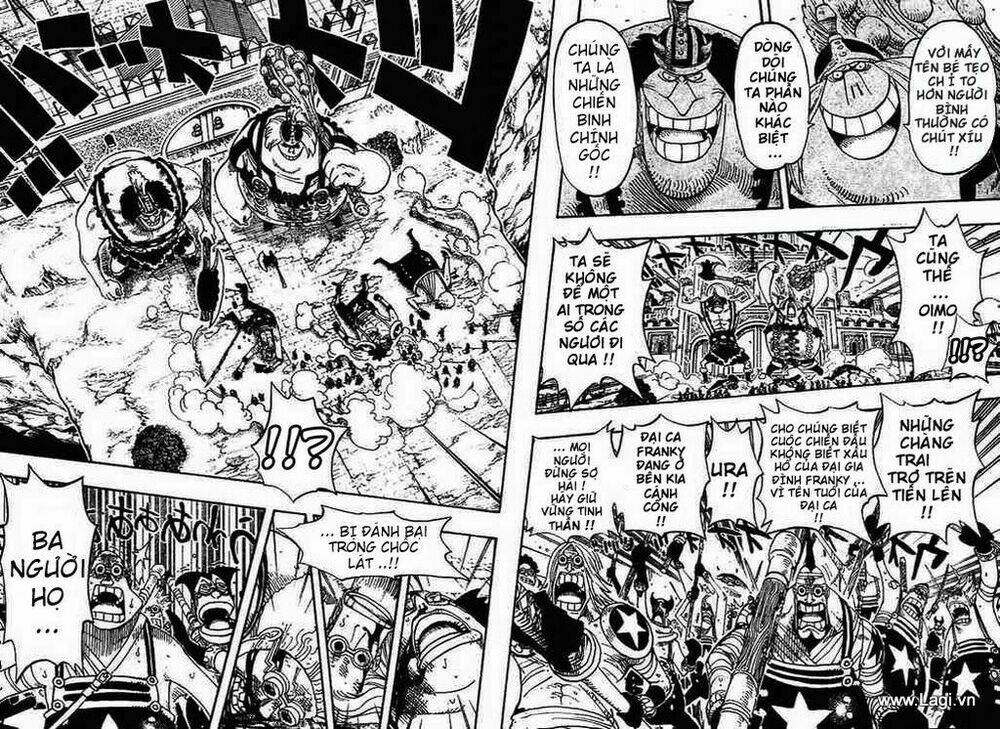 VỚI MẤY
TÊN BÉ TẸO
CHỈ TO
HƠN NGƯỜI
BÌNH
THƯỜNG CÓ
CHÚT XÍU
!!
DÒNG
DÕI
CHÚNG
TA PHẦN
NÀO
KHÁC
BIỆT
...
CHÚNG
TA LÀ
NHỮNG
CHIẾN
BINH
CHÍNH
GỐC
TA
CŨNG
THẾ
...
OIMO
!!
!!?
TA SẼ
KHÔNG
ĐỂ MỘT
AI TRONG
SỐ CÁC
NGƯƠI ĐI
QUA !!
NHỮNG
CHÀNG
TRAI
TRẺ TRÊN
TIẾN LÊN
!!
CHO CHÚNG BIẾT
CUỘC CHIẾN ĐẤU
KHÔNG BIẾT XẤU
HỔ CỦA ĐẠI GIA
ĐÌNH FRANKY ...
VÌ TÊN TUỔI CỦA
ĐẠI CA
!!
URA
!!
ĐẠI CA
FRANKY
ĐANG Ở
BÊN KIA
CÁNH
CỔNG
!!
... MỌI
NGƯỜI
ĐỪNG SỢ
HÃI !
HÃY GIỮ
VỮNG TINH
THẦN !!
!!?
... BỊ ĐÁNH BẠI
TRONG CHỐC
LÁT ..!!
BA
NGƯỜI
HỌ
...
www.Lagi.vn